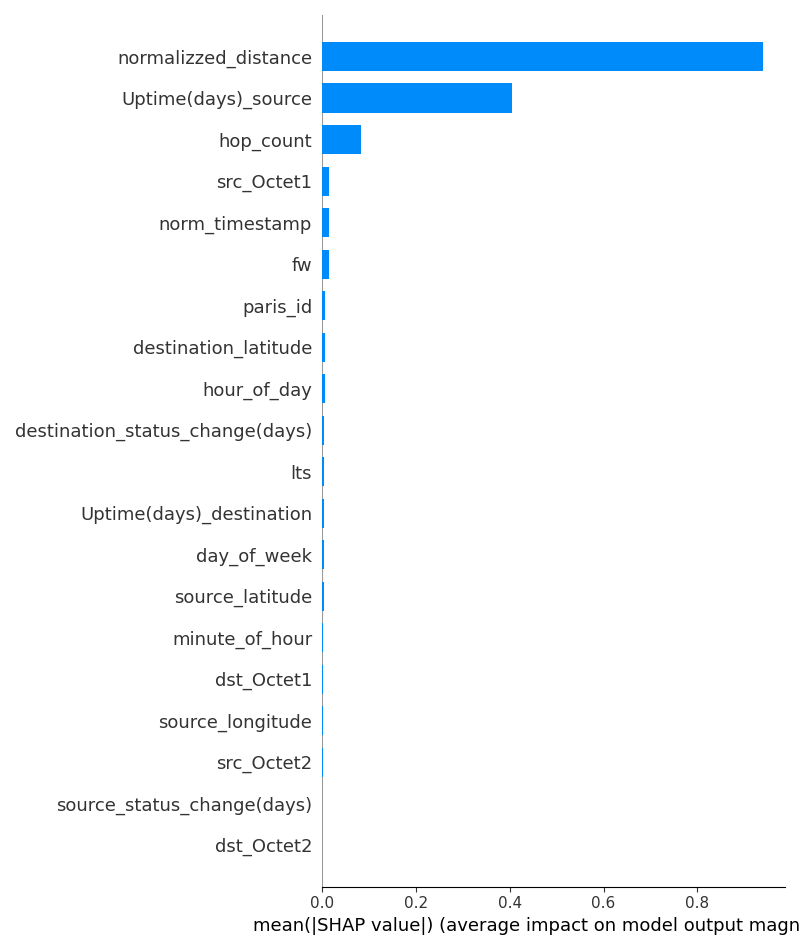 normalizzed_distance
Uptime(days)_source
hop_count
src_Octet1
norm_timestamp
fw
paris_id
destination_latitude
hour_of_day
destination_status_change(days)
lts
Uptime(days)_destination
day_of_week
source_latitude
minute_of_hour
dst_Octet1
source_longitude
src_Octet2
source_status_change(days)
dst_Octet2
0.0 0.2 0.4 0.6 0.8
mean(|SHAP value|) (average impact on model output magn